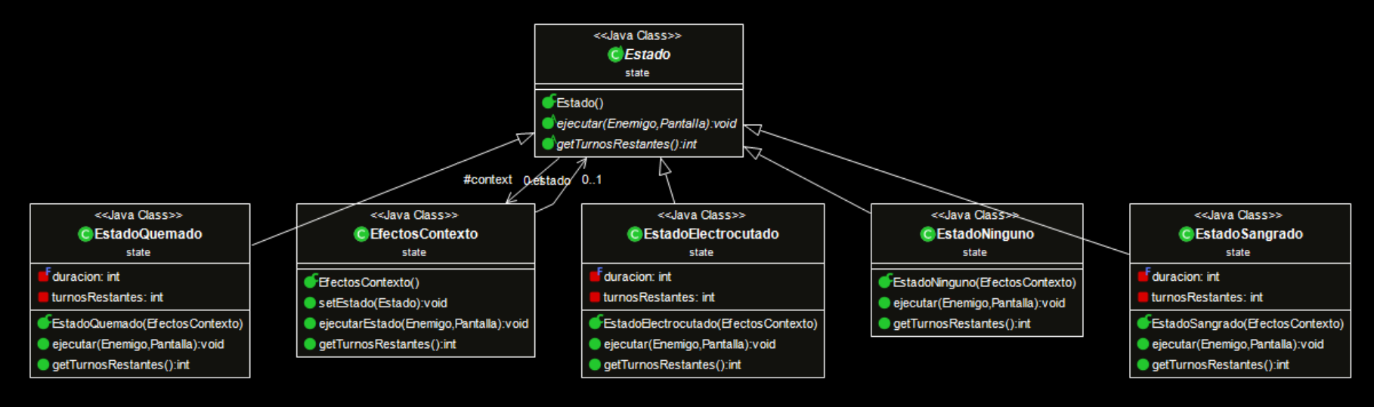 <<Java Class>>
Estado
state
Estado()
ejecutar(Enemigo,Pantalla):void
getTurnosRestantes():int
#context
estado
0..1
<<Java Class>>
EstadoQuemado
state
duracion: int
turnosRestantes: int
EstadoQuemado(EfectosContexto)
ejecutar(Enemigo,Pantalla):void
getTurnosRestantes():int
<<Java Class>>
EfectosContexto
state
EfectosContexto()
setEstado(Estado):void
ejecutarEstado(Enemigo,Pantalla):void
getTurnosRestantes():int
<<Java Class>>
EstadoElectrocutado
state
duracion: int
turnosRestantes: int
EstadoElectrocutado(EfectosContexto)
ejecutar(Enemigo,Pantalla):void
getTurnosRestantes():int
<<Java Class>>
EstadoNinguno
state
EstadoNinguno(EfectosContexto)
ejecutar(Enemigo,Pantalla):void
getTurnosRestantes():int
<<Java Class>>
EstadoSangrado
state
duracion: int
turnosRestantes: int
EstadoSangrado(EfectosContexto)
ejecutar(Enemigo,Pantalla):void
getTurnosRestantes():int